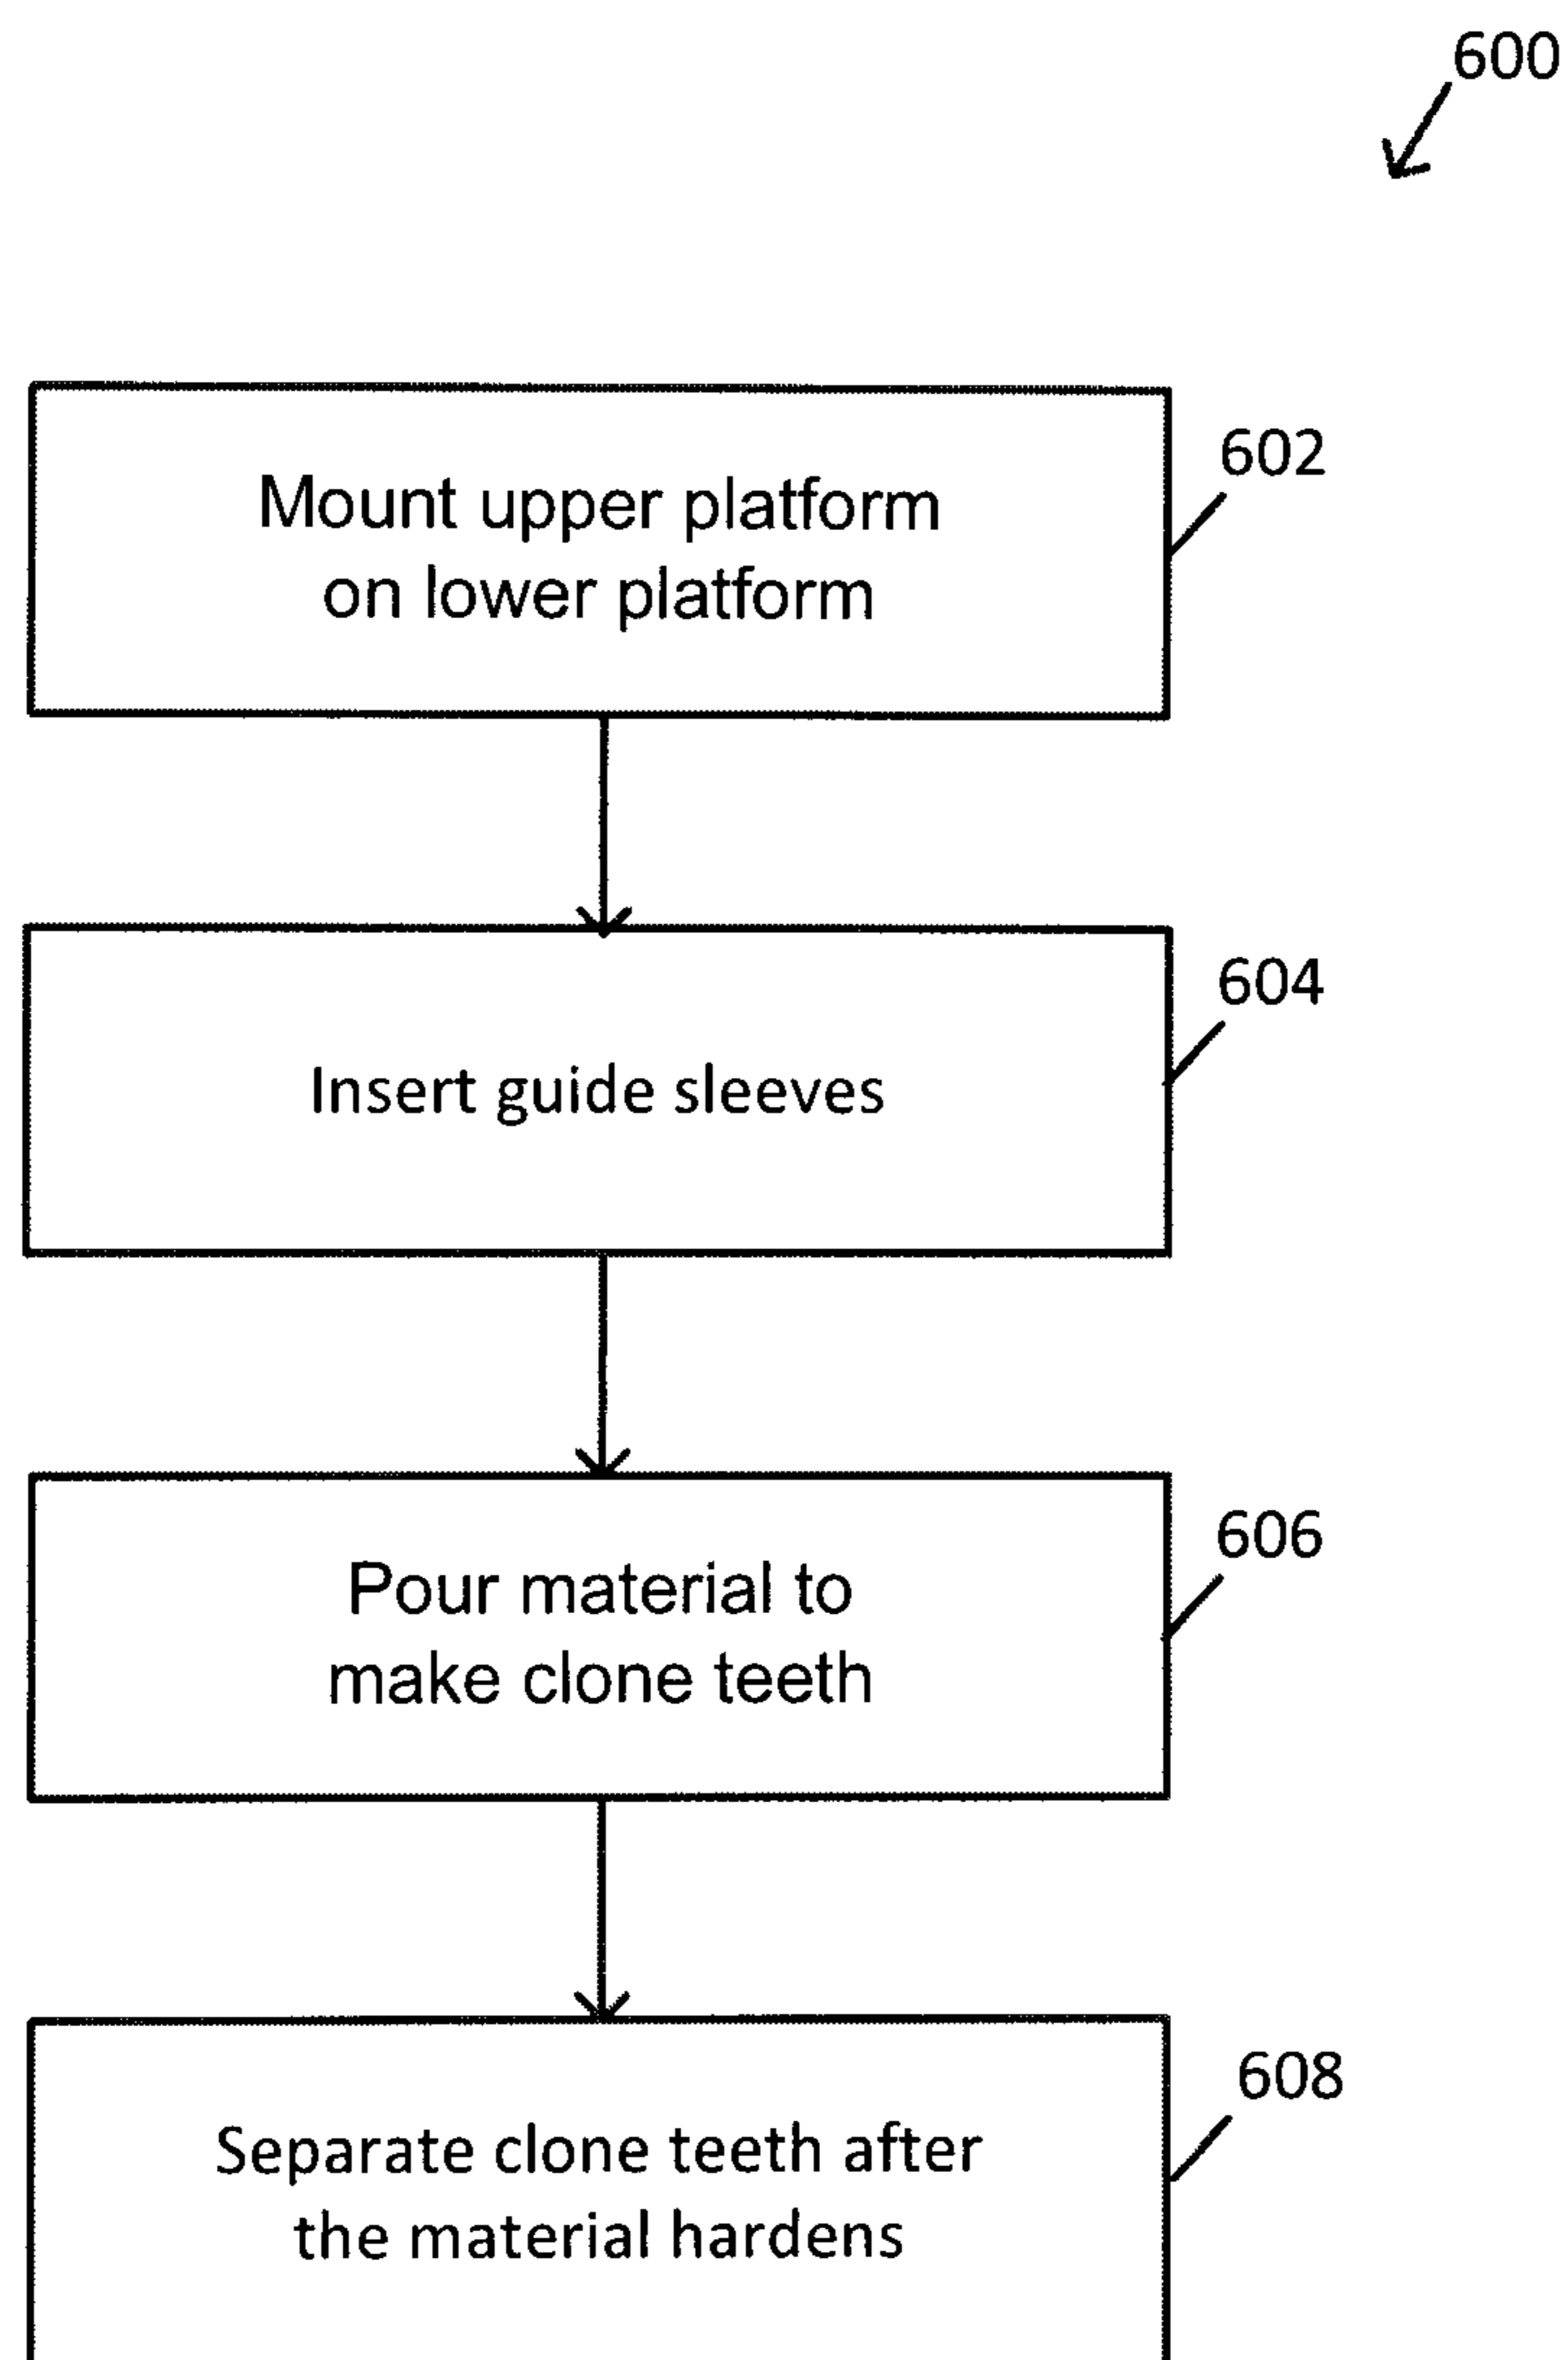 600
Mount upper platform
on lower platform
602
Insert guide sleeves
604
Pour material to
make clone teeth
606
Separate clone teeth after
the material hardens
608